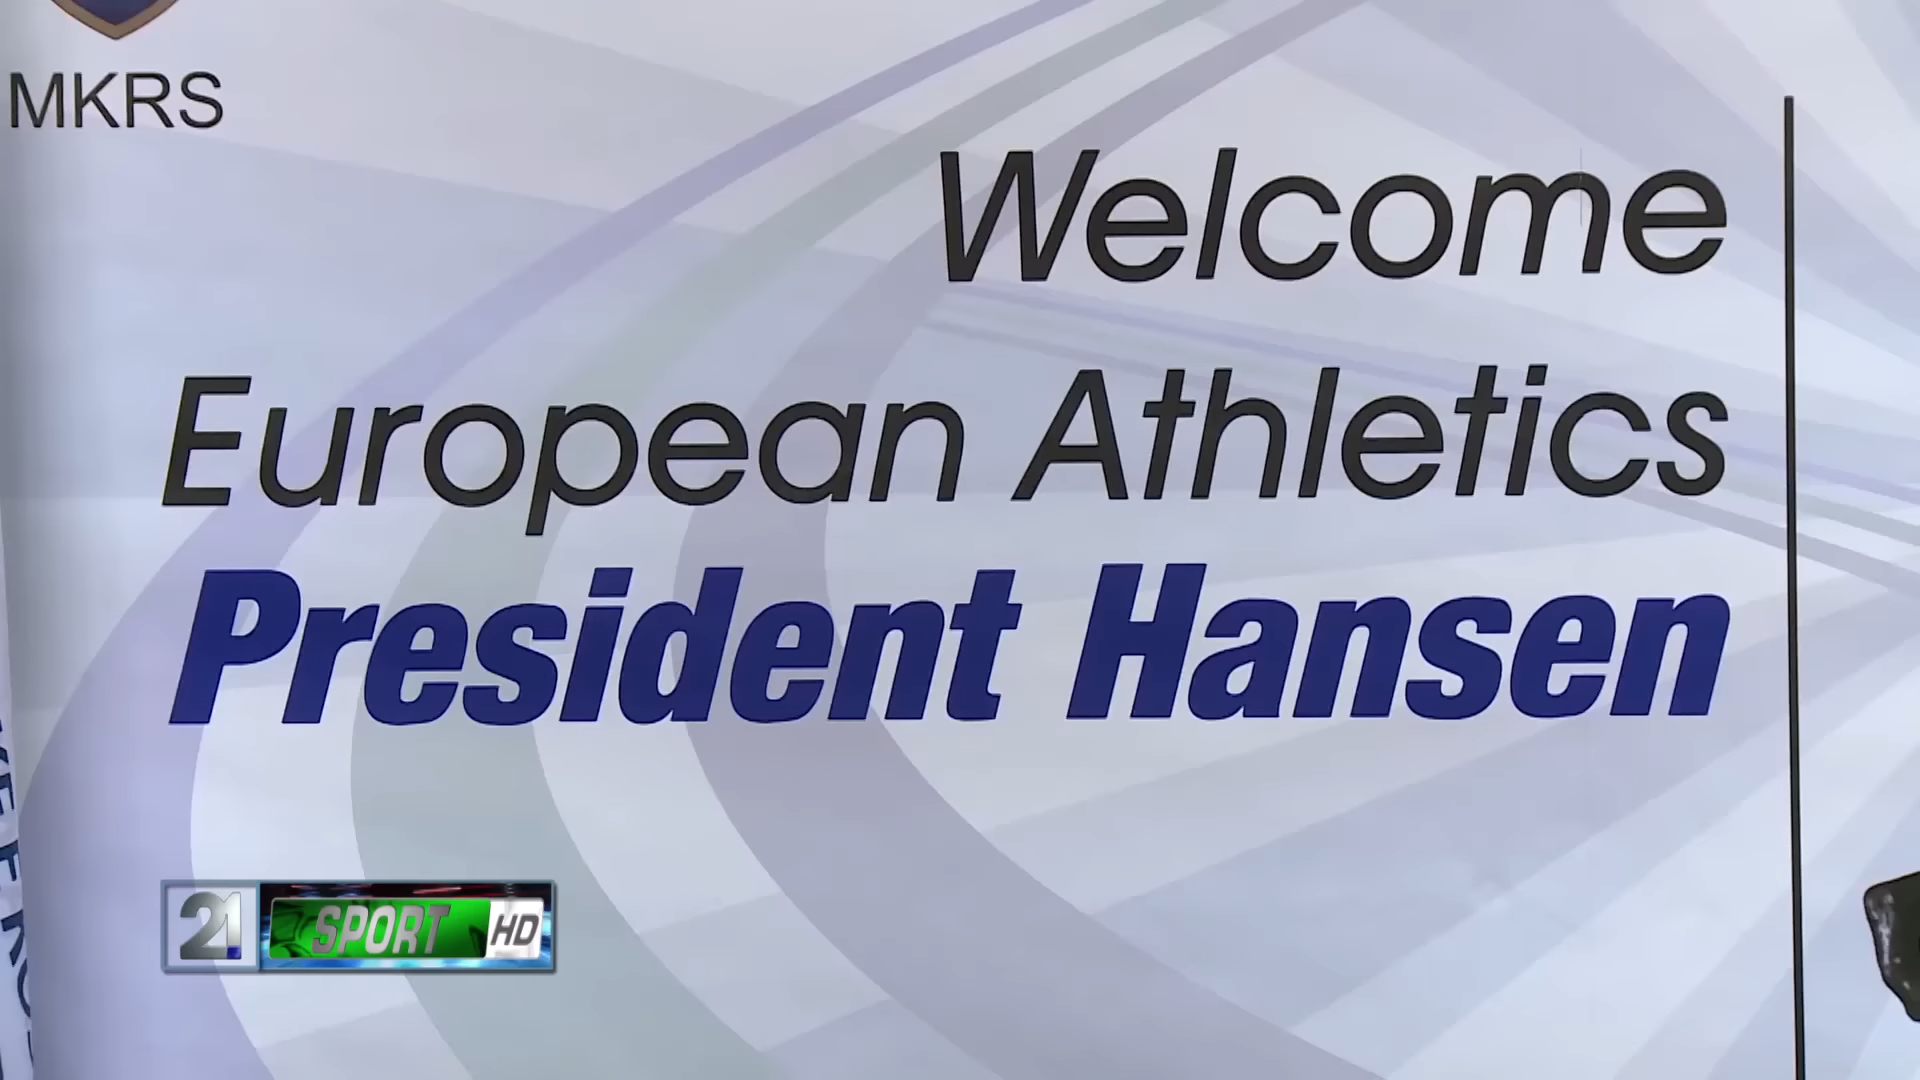 MKRS
Welcome
European Athletics
President Hansen
21 SPORT HD